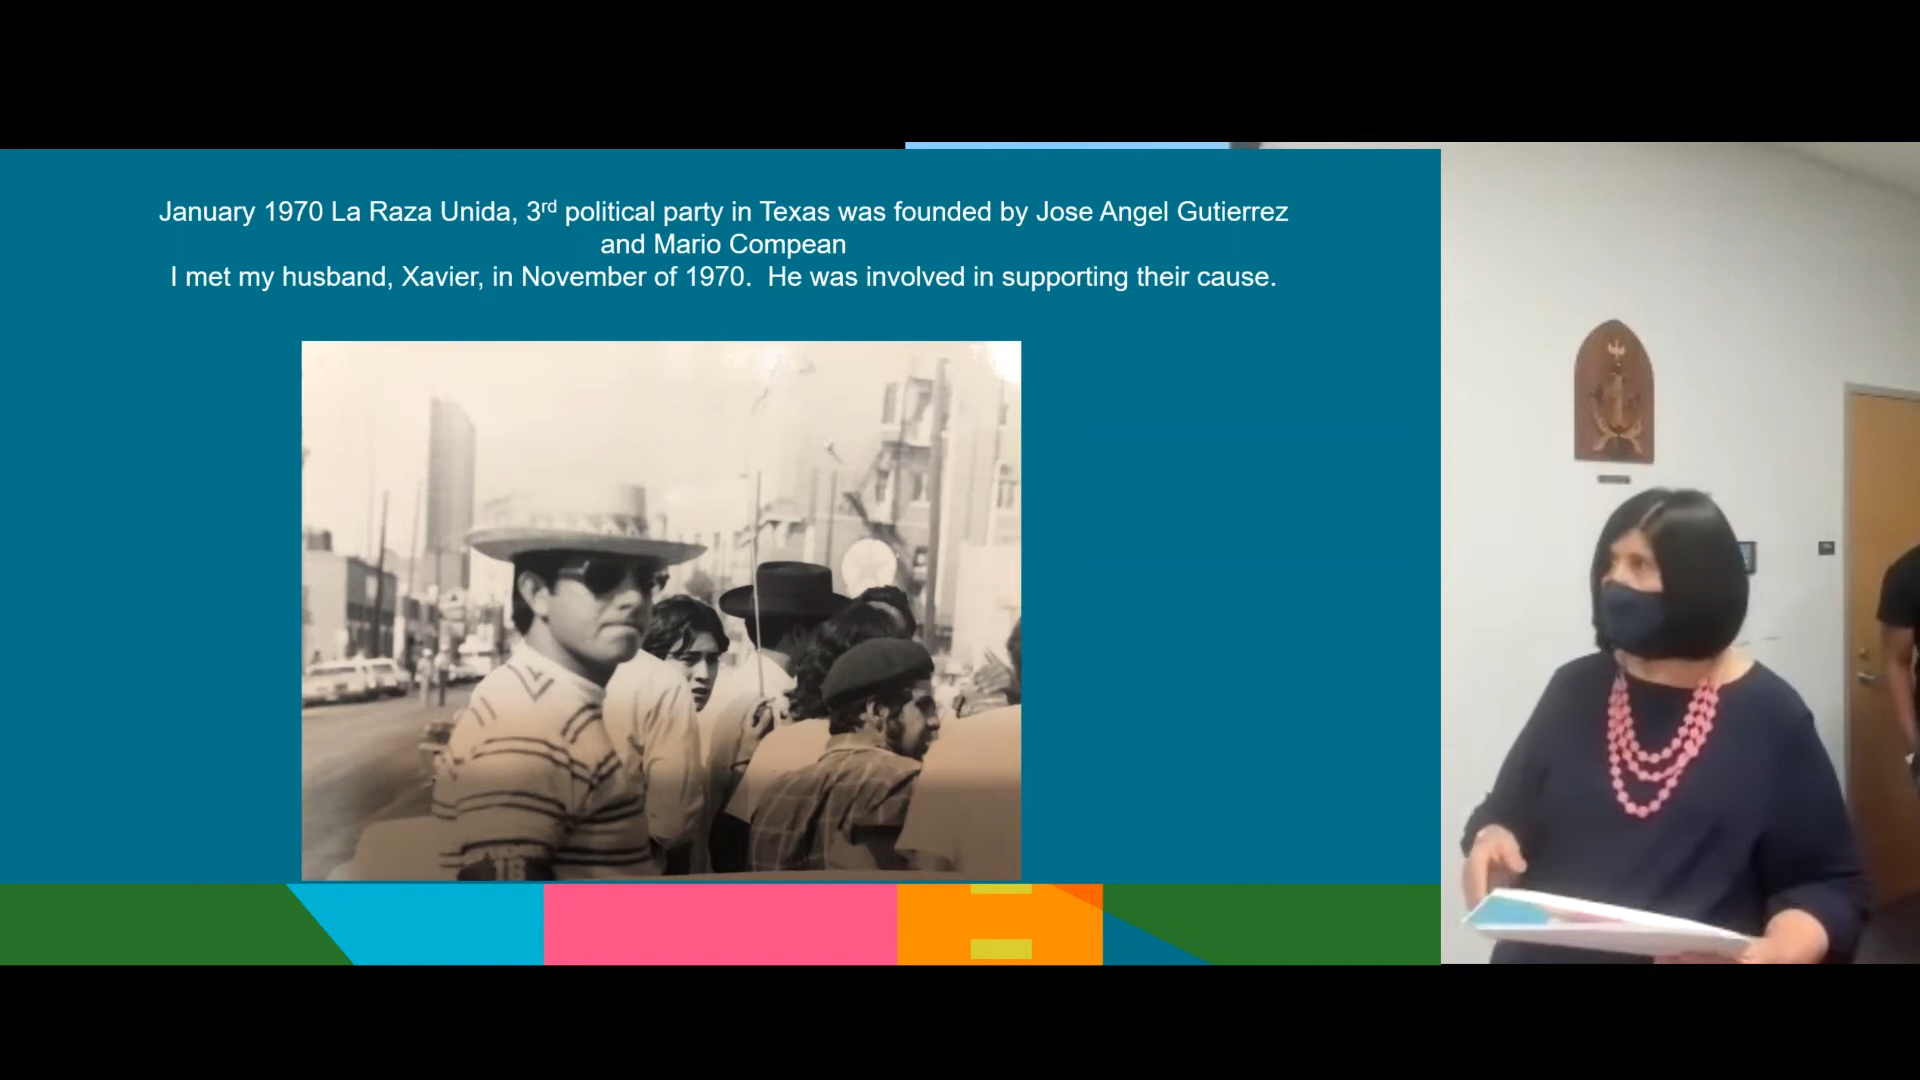 January 1970 La Raza Unida, 3rd political party in Texas was founded by Jose Angel Gutierrez
and Mario Compean
I met my husband, Xavier, in November of 1970.  He was involved in supporting their cause.